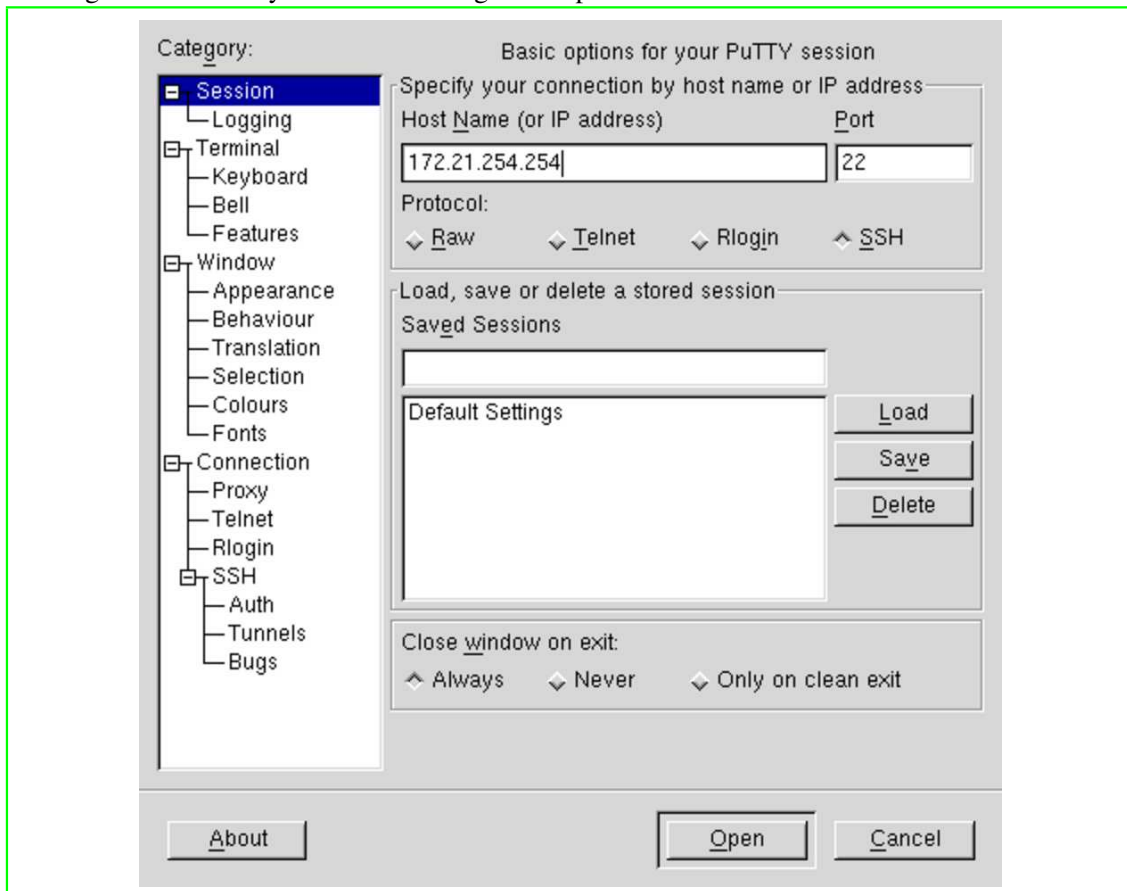 Category:
Session
Logging
Terminal
Keyboard
Bell
Features
Window
Appearance
Behaviour
Translation
Selection
Colours
Fonts
Connection
Proxy
Telnet
Rlogin
SSH
Auth
Tunnels
Bugs
Basic options for your PuTTY session
Specify your connection by host name or IP address
Host Name (or IP address) Port
172.21.254.254 22
Protocol:
Raw Telnet Rlogin SSH
Load, save or delete a stored session
Saved Sessions
Default Settings
Load
Save
Delete
Close window on exit:
Always Never Only on clean exit
About Open Cancel